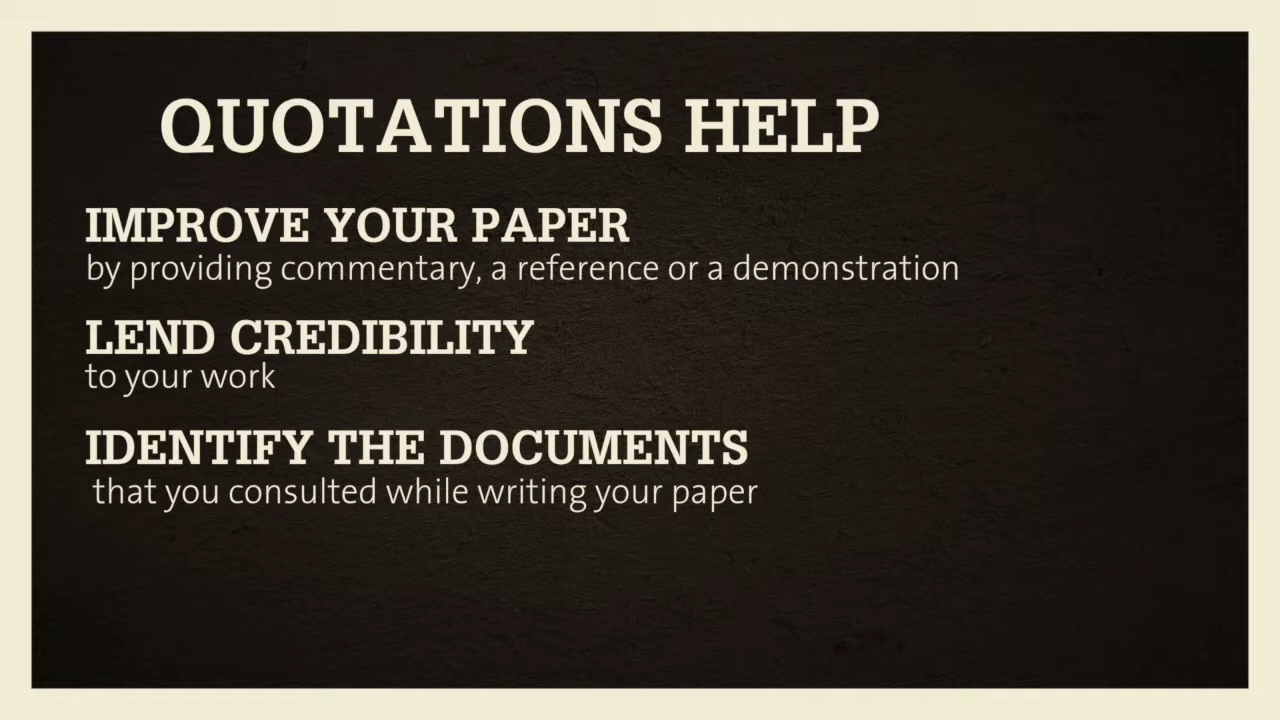 QUOTATIONS HELP
IMPROVE YOUR PAPER
by providing commentary, a reference or a demonstration
LEND CREDIBILITY
to your work
IDENTIFY THE DOCUMENTS
that you consulted while writing your paper